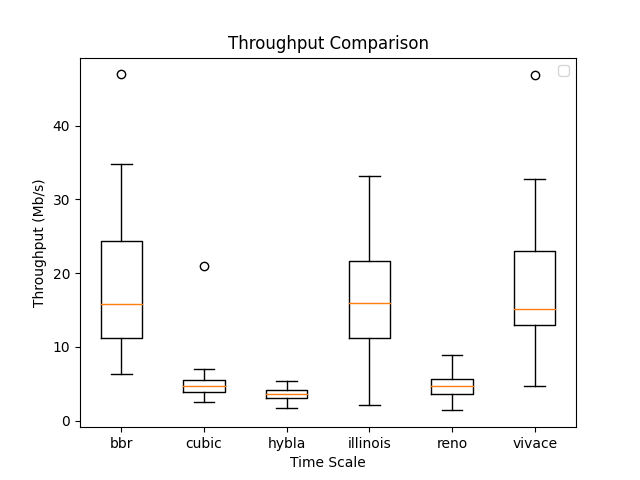 Throughput Comparison
Throughput (Mb/s)
40
30
20
10
0
bbr cubic hybla illinois reno vivace
Time Scale